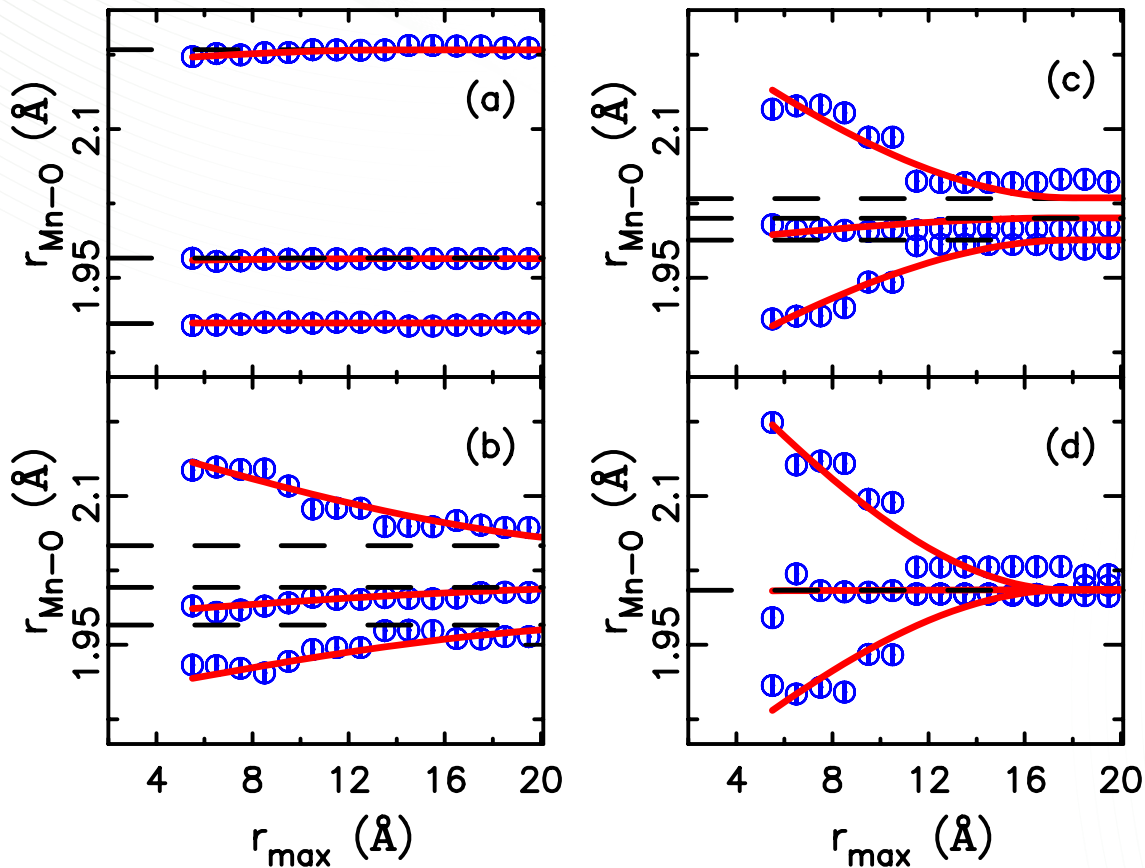 (a)
r_Mn-O (Å)
2.1
1.95
(c)
r_Mn-O (Å)
2.1
1.95
(b)
r_Mn-O (Å)
2.1
1.95
4 8 12 16 20
r_max (Å)
(d)
r_Mn-O (Å)
2.1
1.95
4 8 12 16 20
r_max (Å)